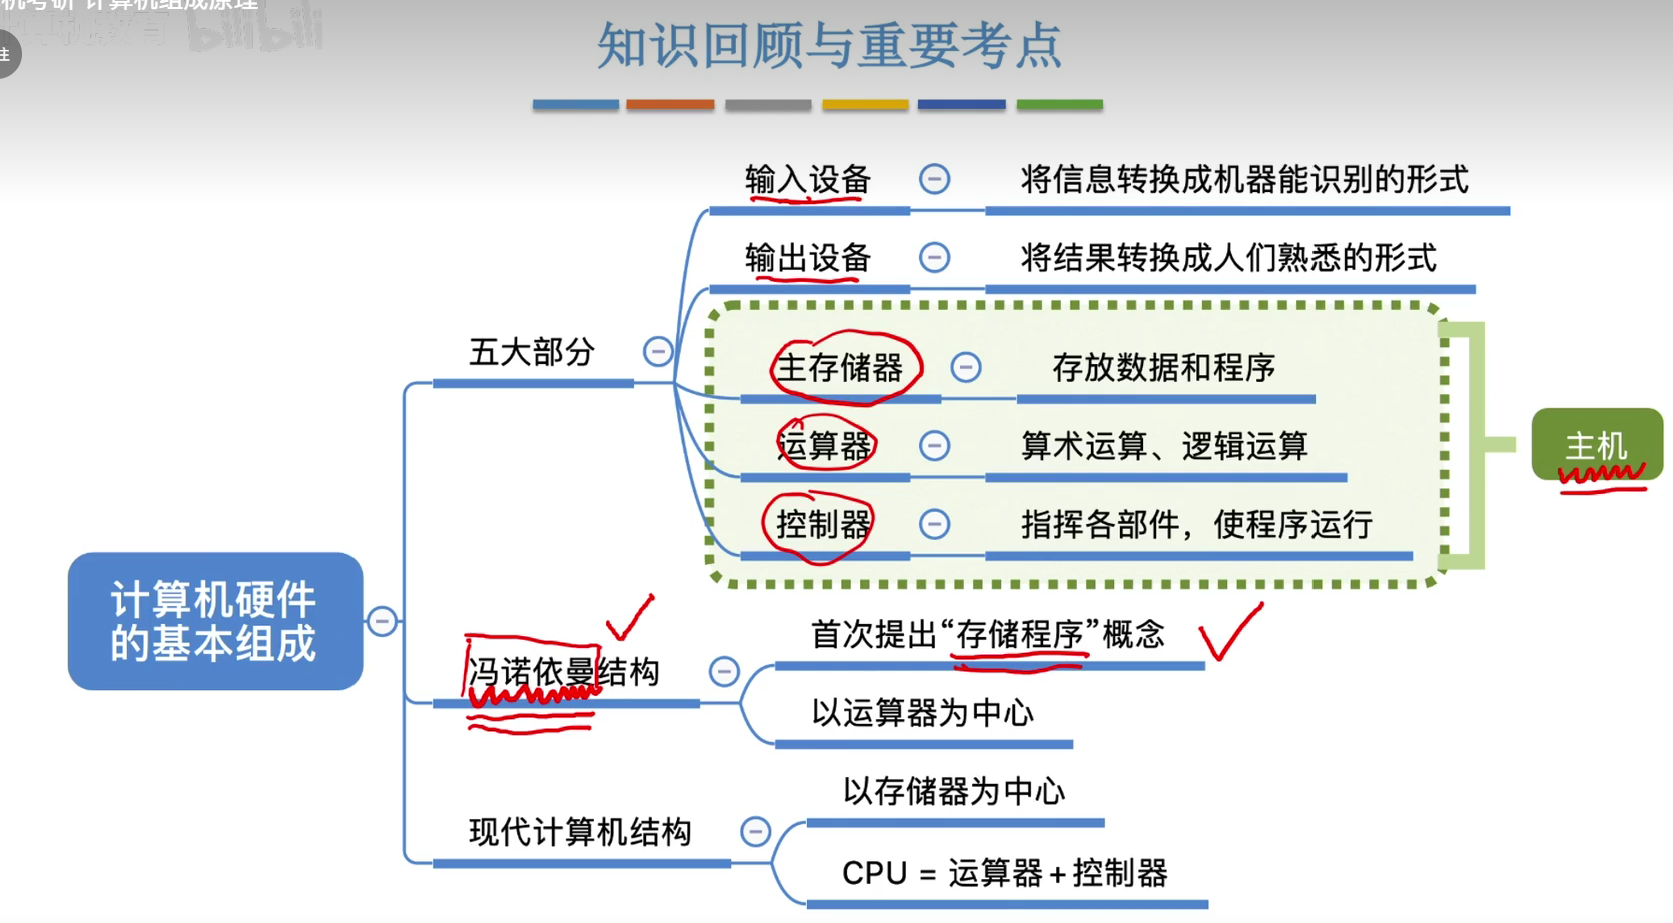 机考研 计算机组成原理
bilibili
注
知识回顾与重要考点
输入设备
将信息转换成机器能识别的形式
输出设备
将结果转换成人们熟悉的形式
五大部分
主存储器
存放数据和程序
运算器
算术运算、逻辑运算
主机
控制器
指挥各部件，使程序运行
计算机硬件
的基本组成
冯诺依曼结构
首次提出“存储程序”概念
以运算器为中心
现代计算机结构
以存储器为中心
CPU = 运算器+控制器